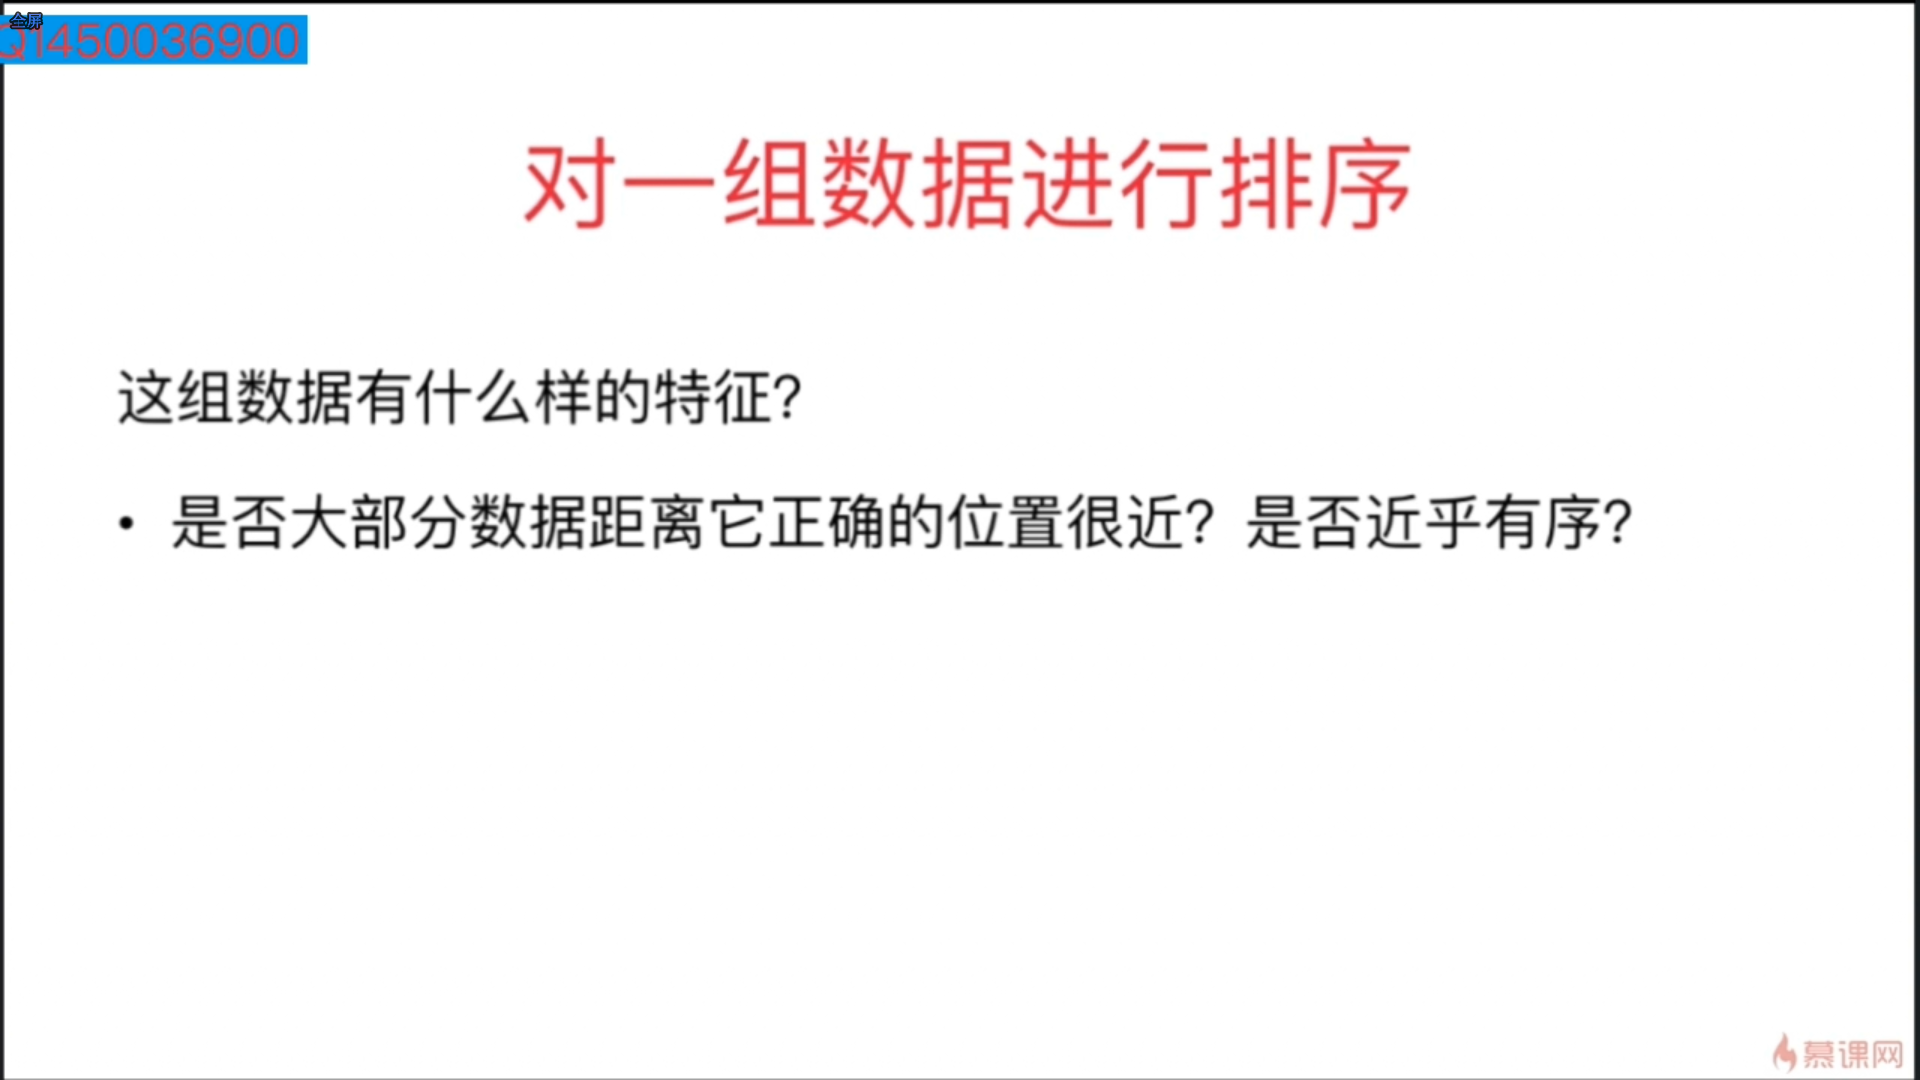 全屏
Q1450036900
对一组数据进行排序
这组数据有什么样的特征?
• 是否大部分数据距离它正确的位置很近? 是否近乎有序?
慕课网